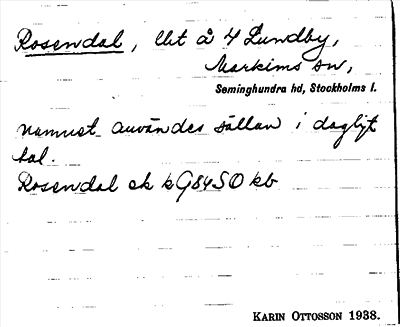 Rosendal, lht å 4 Lundby,
Markims sn,
Seminghundra hd, Stockholms l.
namnet användes sällan i dagligt
tal.
Rosendal ek kG84SO kb
KARIN OTTOSSON 1938.